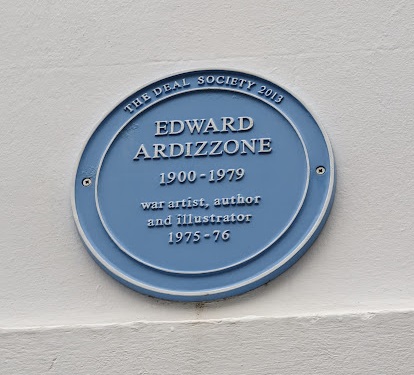 THE DEAL SOCIETY 2013
EDWARD
ARDIZZONE
1900-1979
war artist, author
and illustrator
1975-76